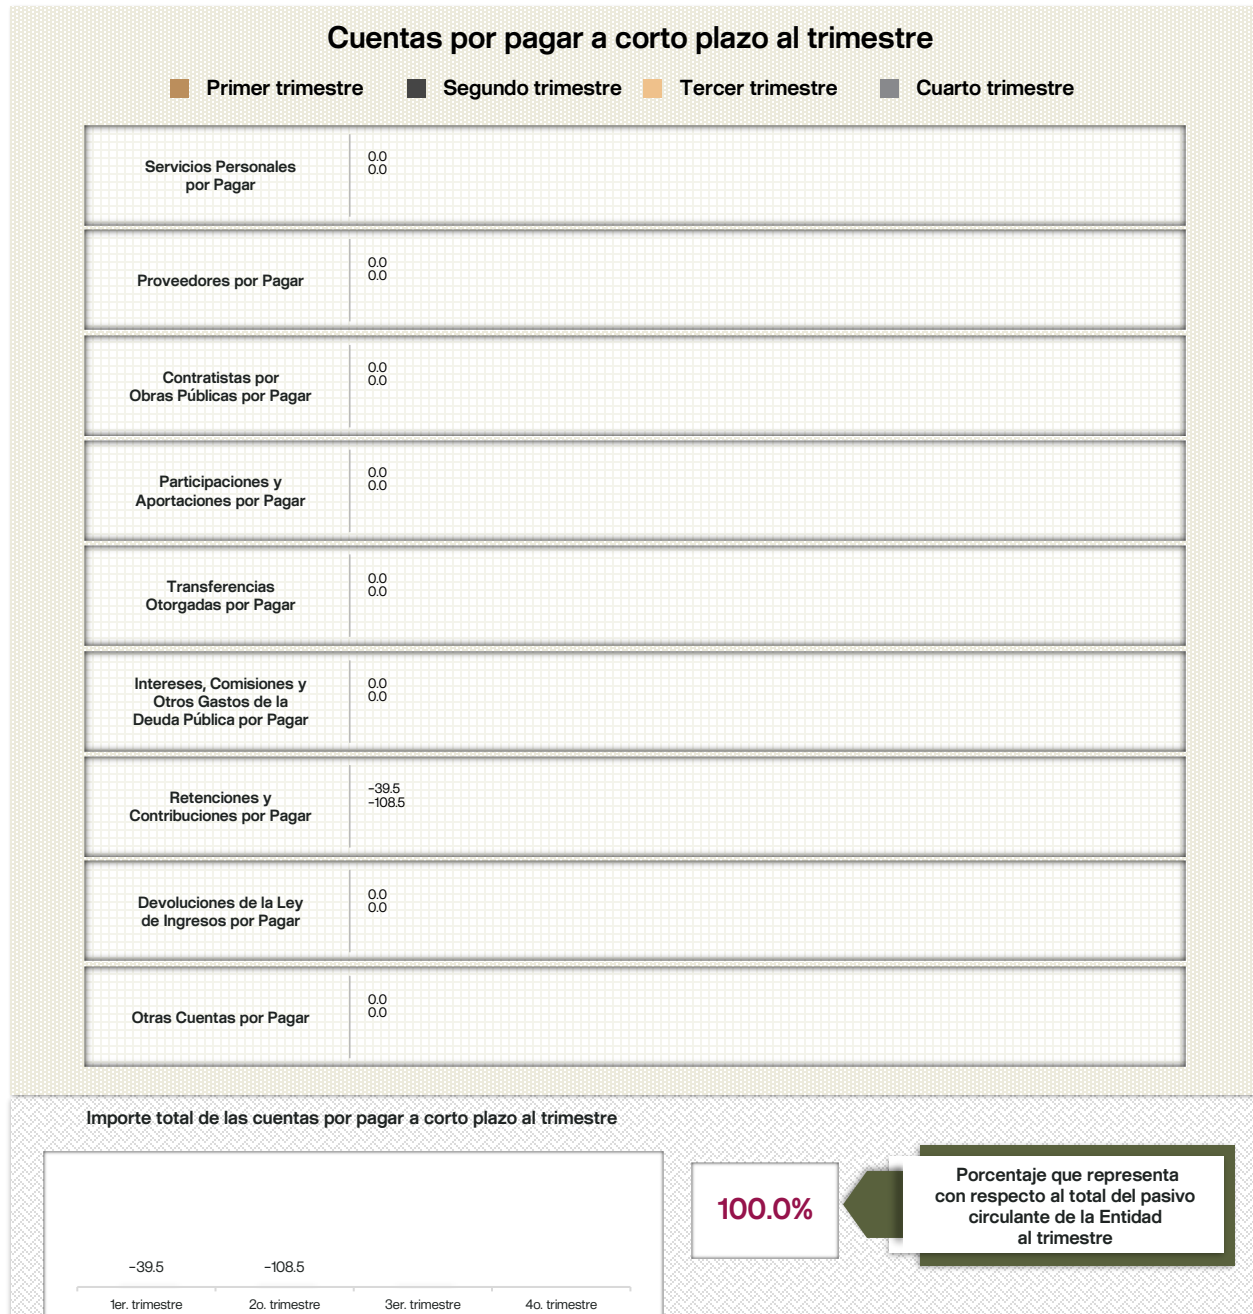 Cuentas por pagar a corto plazo al trimestre
Primer trimestre Segundo trimestre Tercer trimestre Cuarto trimestre
Servicios Personales
por Pagar
0.0
0.0
Proveedores por Pagar
0.0
0.0
Contratistas por
Obras Públicas por Pagar
0.0
0.0
Participaciones y
Aportaciones por Pagar
0.0
0.0
Transferencias
Otorgadas por Pagar
0.0
0.0
Intereses, Comisiones y
Otros Gastos de la
Deuda Pública por Pagar
0.0
0.0
Retenciones y
Contribuciones por Pagar
-39.5
-108.5
Devoluciones de la Ley
de Ingresos por Pagar
0.0
0.0
Otras Cuentas por Pagar
0.0
0.0
Importe total de las cuentas por pagar a corto plazo al trimestre
-39.5 -108.5
1er. trimestre 2o. trimestre 3er. trimestre 4o. trimestre
100.0%
Porcentaje que representa
con respecto al total del pasivo
circulante de la Entidad
al trimestre